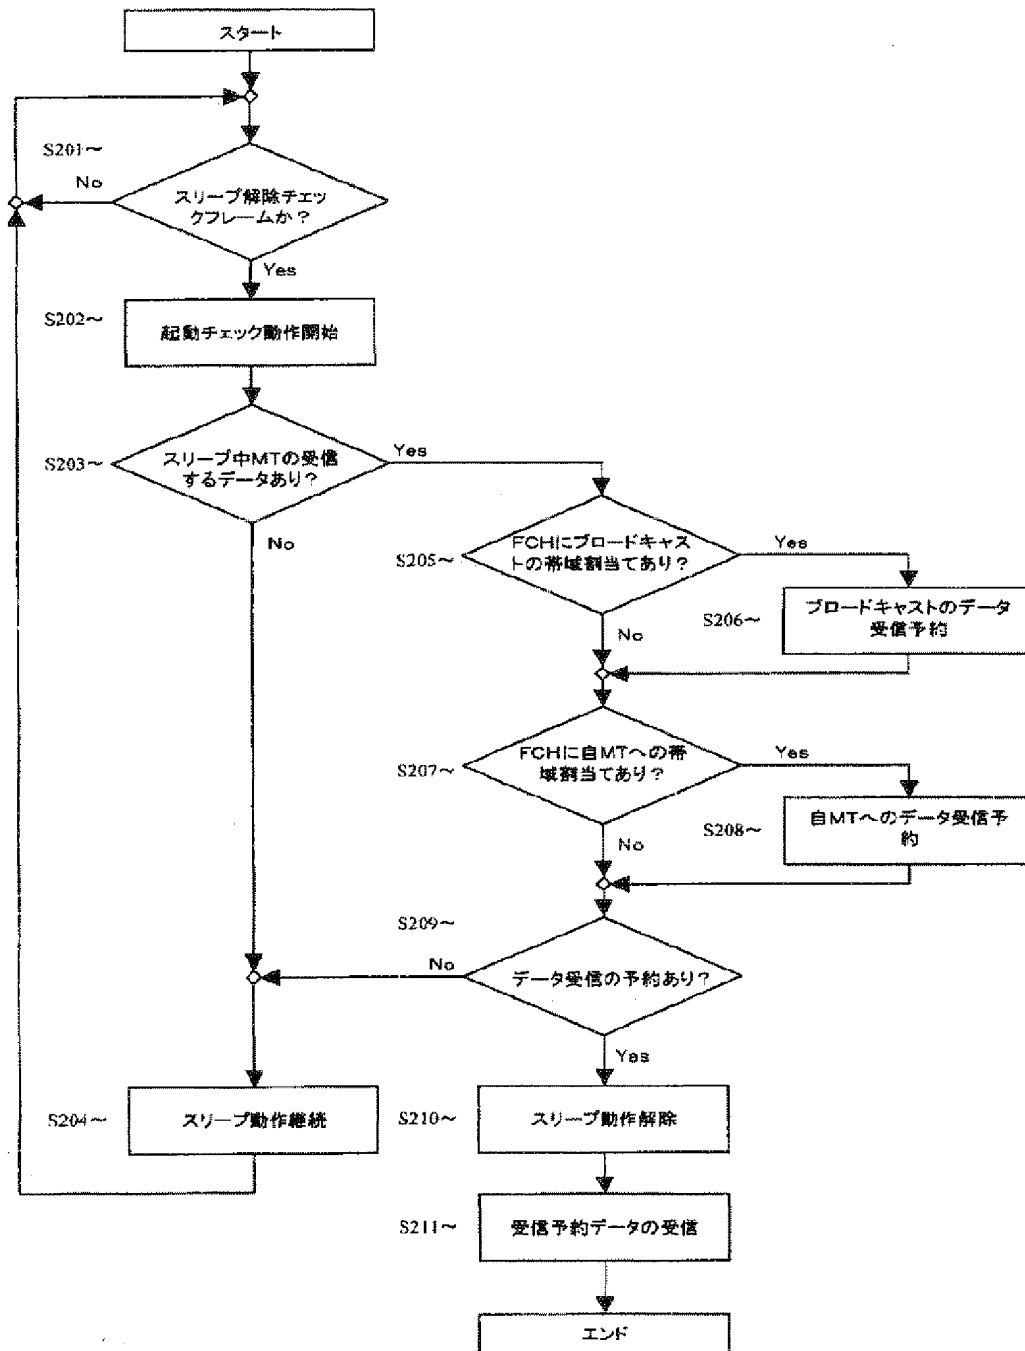 スタート
S201～
No
スリープ解除チェッ
クフレームか？
Yes
S202～
起動チェック動作開始
S203～
スリープ中MTの受信
するデータあり？
Yes
No
S205～
FCHにブロードキャス
トの帯域割当てあり？
Yes
No
S206～
ブロードキャストのデータ
受信予約
S207～
FCHに自MTへの帯
域割当てあり？
Yes
No
S208～
自MTへのデータ受信予
約
S209～
No
データ受信の予約あり？
Yes
S204～
スリープ動作継続
S210～
スリープ動作解除
S211～
受信予約データの受信
エンド